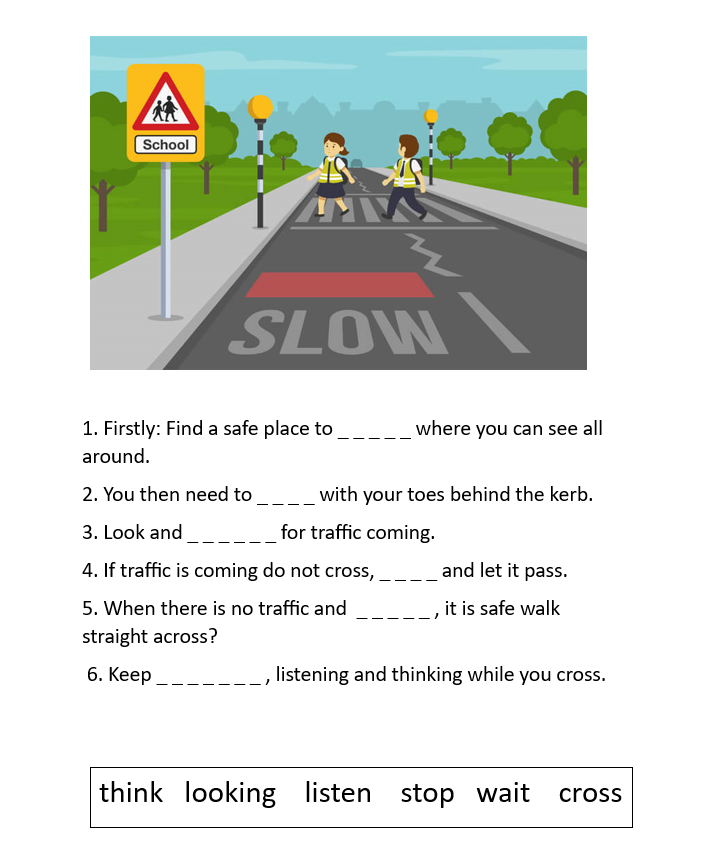 School
SLOW
1. Firstly: Find a safe place to _ _ _ _ _ where you can see all
around.
2. You then need to _ _ _ _ with your toes behind the kerb.
3. Look and _ _ _ _ _ _ for traffic coming.
4. If traffic is coming do not cross, _ _ _ _ and let it pass.
5. When there is no traffic and _ _ _ _ _ , it is safe walk
straight across?
6. Keep _ _ _ _ _ _ _ , listening and thinking while you cross.
think looking listen stop wait cross